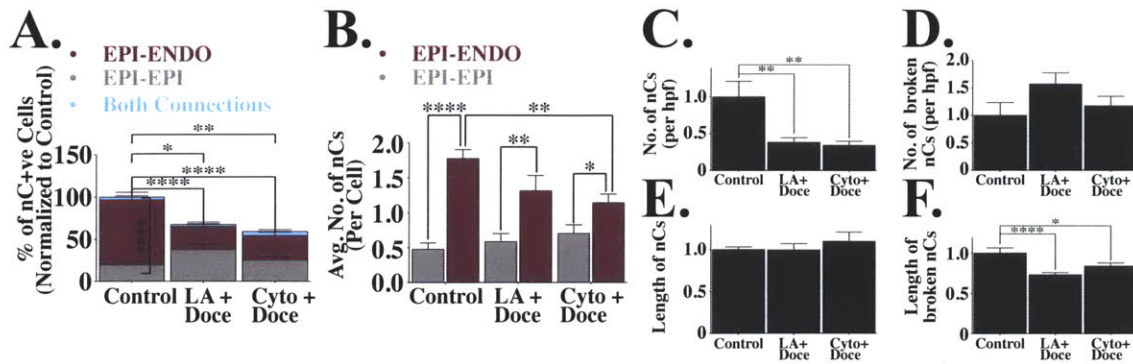 A.
EPI-ENDO
EPI-EPI
Both Connections
**
*
****
****
% of nC+ve Cells
(Normalized to Control)
150
100
50
0
Control
LA +
Doce
Cyto +
Doce
B.
EPI-ENDO
EPI-EPI
****
**
**
*
Avg. No. of nCs
(Per Cell)
2.0
1.5
1.0
0.5
0.0
Control
LA +
Doce
Cyto +
Doce
C.
**
**
No. of nCs
(per hpf)
1.0
0.5
0
Control
LA+
Doce
Cyto+
Doce
D.
No. of broken
nCs (per hpf)
2.0
1.5
1.0
0.5
0
Control
LA+
Doce
Cyto+
Doce
E.
Length of nCs
1.0
0.5
0
Control
LA+
Doce
Cyto+
Doce
F.
*
****
Length of
broken nCs
1.0
0.5
0
Control
LA+
Doce
Cyto+
Doce